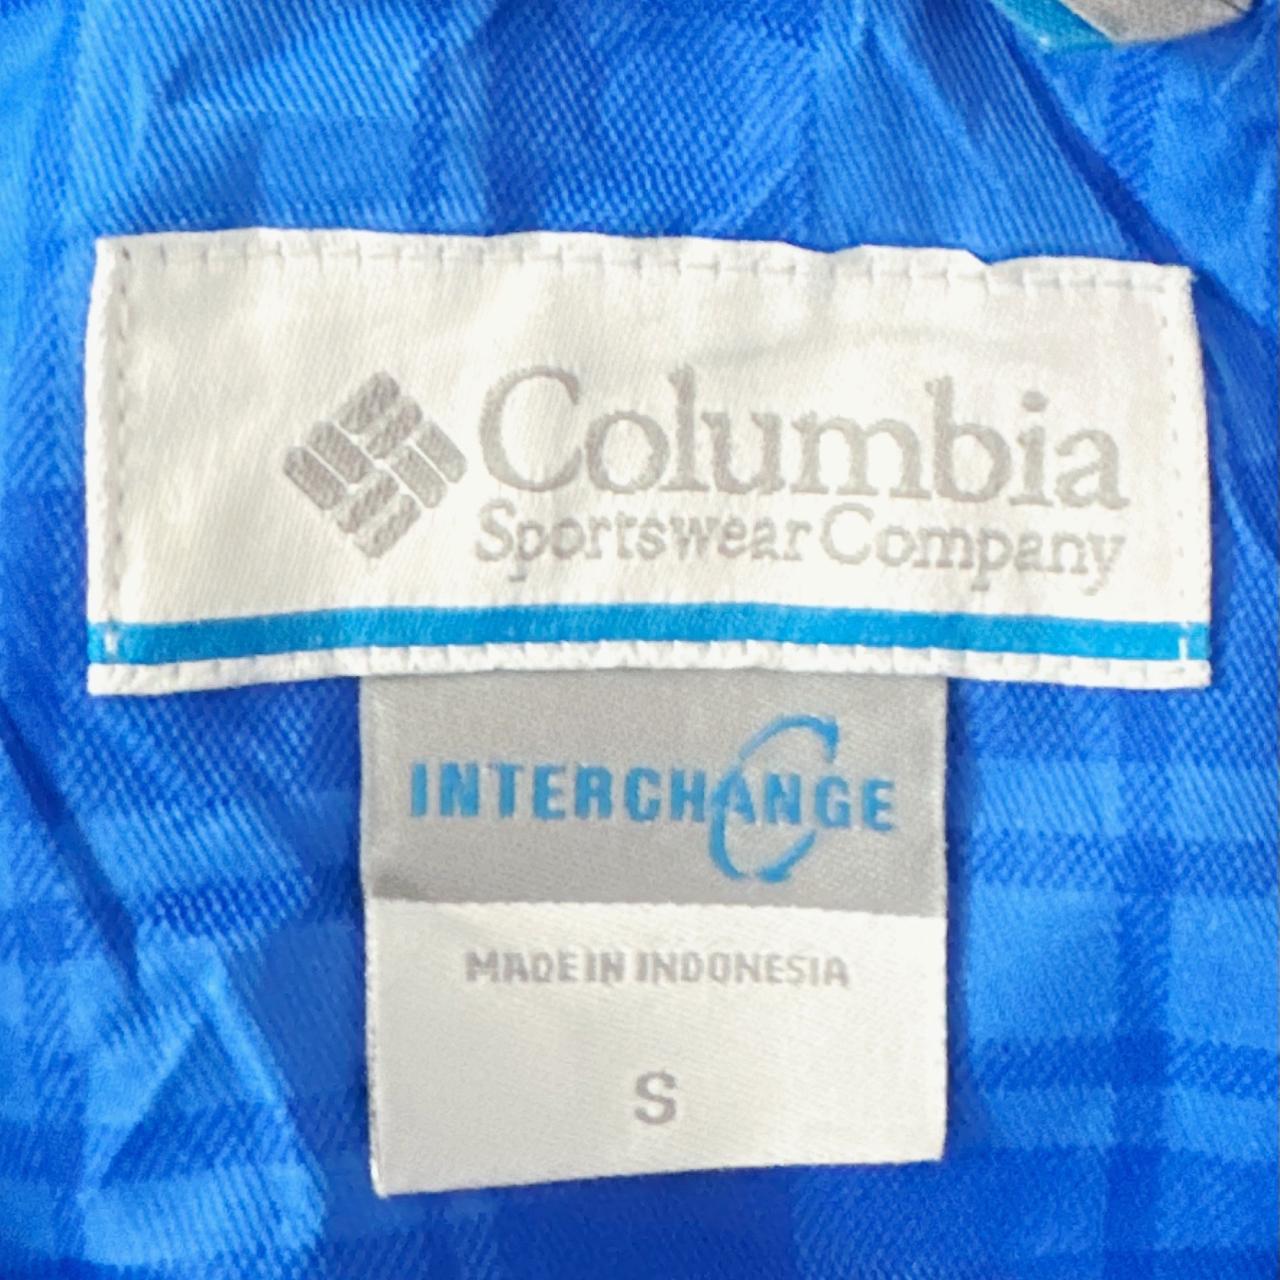 Columbia
Sportswear Company
INTERCHANGE
MADE IN INDONESIA
S